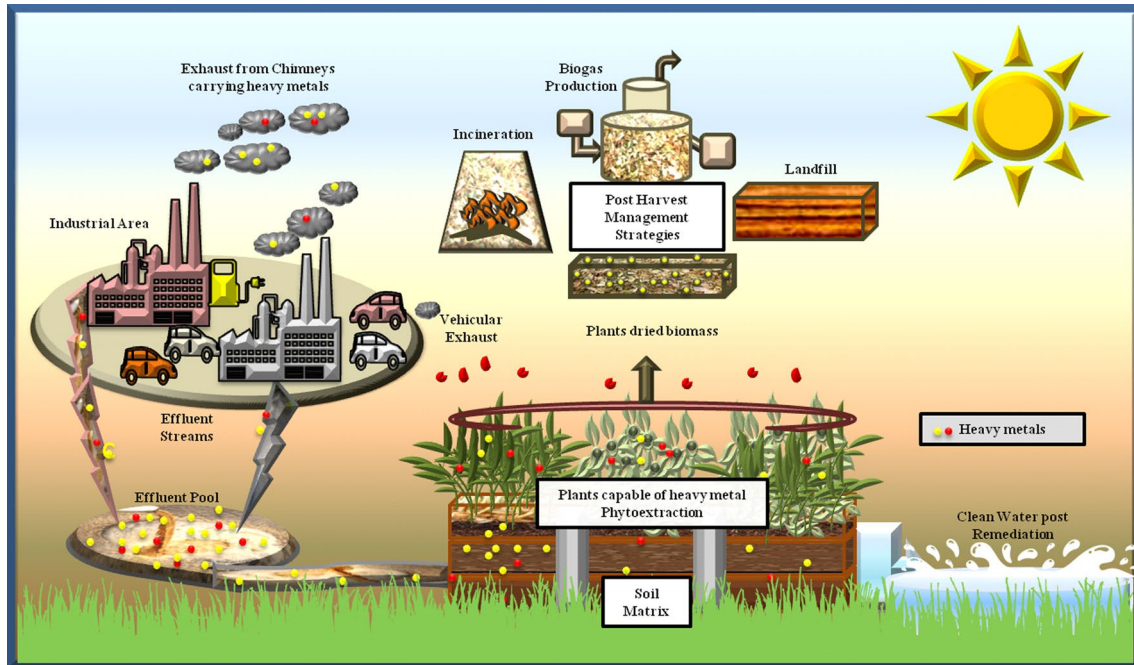 Exhaust from Chimneys
carrying heavy metals
Biogas
Production
Incineration
Landfill
Post Harvest
Management
Strategies
Industrial Area
Vehicular
Exhaust
Plants dried biomass
Effluent
Streams
Heavy metals
Effluent Pool
Plants capable of heavy metal
Phytoextraction
Clean Water post
Remediation
Soil
Matrix